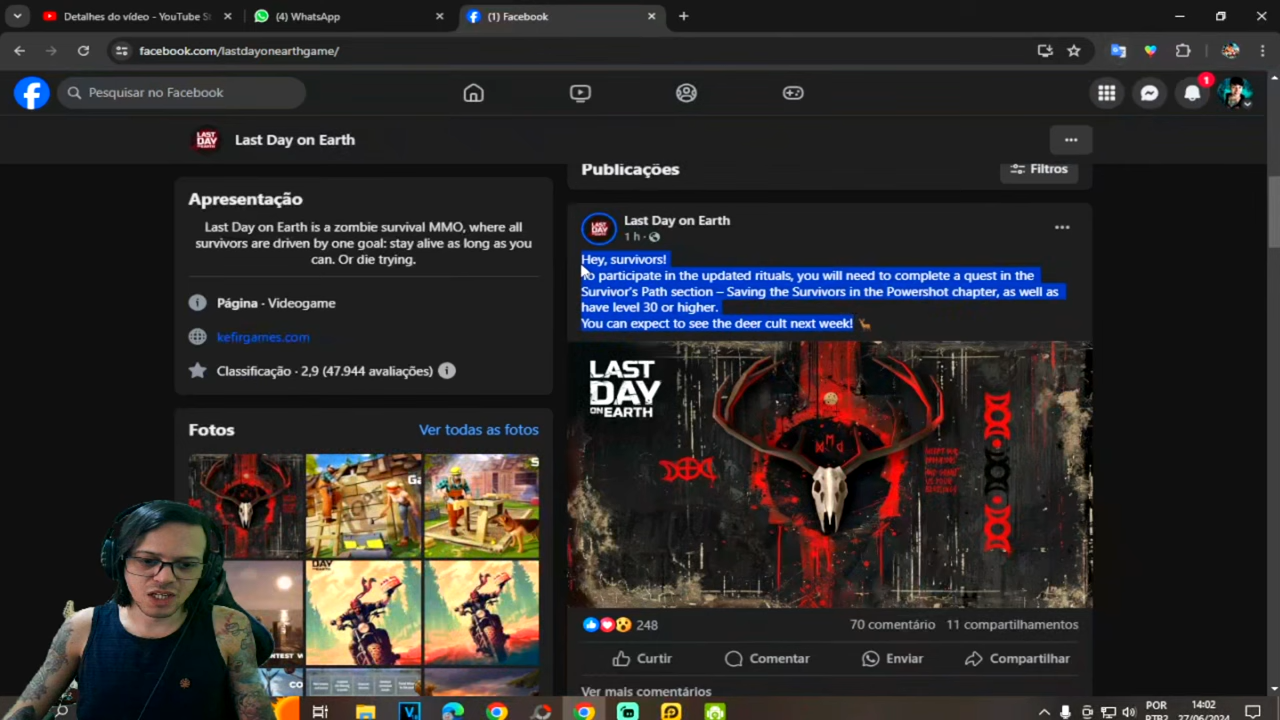 Detalhes do vídeo - YouTube S
(4) WhatsApp
(1) Facebook
facebook.com/lastdayonearthgame/
Pesquisar no Facebook
1
Last Day on Earth
Publicações
Filtros
Apresentação
Last Day on Earth is a zombie survival MMO, where all
survivors are driven by one goal: stay alive as long as you
can. Or die trying.
Página · Videogame
kefirgames.com
Classificação · 2,9 (47.944 avaliações)
Fotos
Ver todas as fotos
Last Day on Earth
1 h ·
Hey, survivors!
To participate in the updated rituals, you will need to complete a quest in the
Survivor's Path section – Saving the Survivors in the Powershot chapter, as well as
have level 30 or higher.
You can expect to see the deer cult next week!
LAST
DAY
ON EARTH
248
70 comentário
11 compartilhamentos
Curtir
Comentar
Enviar
Compartilhar
Ver mais comentários
POR
PTB2
14:02
27/06/2024